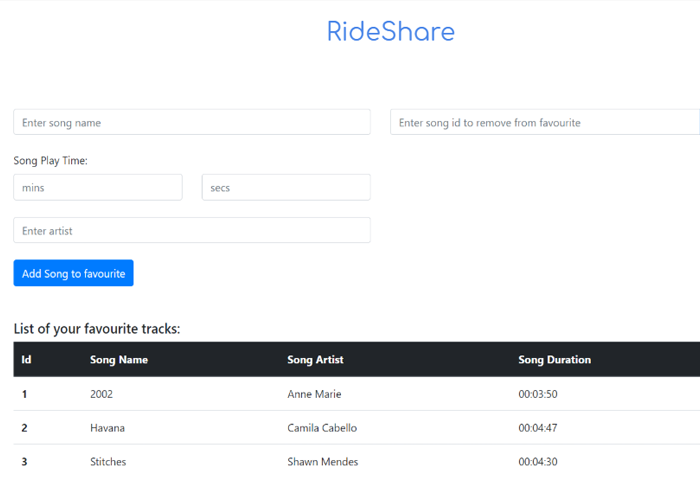 RideShare
Enter song name
Enter song id to remove from favourite
Song Play Time:
mins secs
Enter artist
Add Song to favourite
List of your favourite tracks:
Id Song Name Song Artist Song Duration
1 2002 Anne Marie 00:03:50
2 Havana Camila Cabello 00:04:47
3 Stitches Shawn Mendes 00:04:30